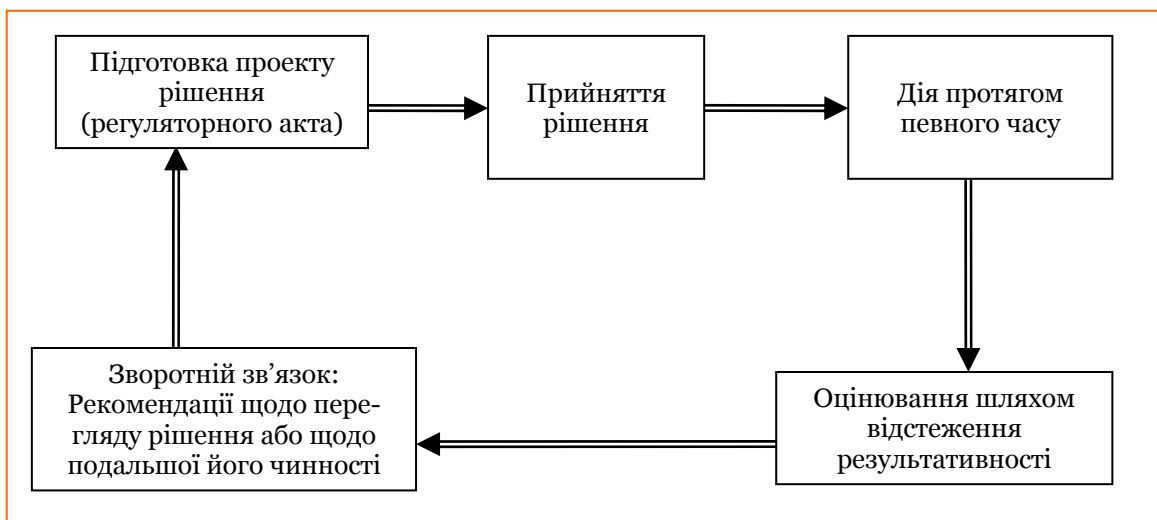 Підготовка проекту
рішення
(регуляторного акта)
Прийняття
рішення
Дія протягом
певного часу
Оцінювання шляхом
відстеження
результативності
Зворотній зв’язок:
Рекомендації щодо пере-
гляду рішення або щодо
подальшої його чинності